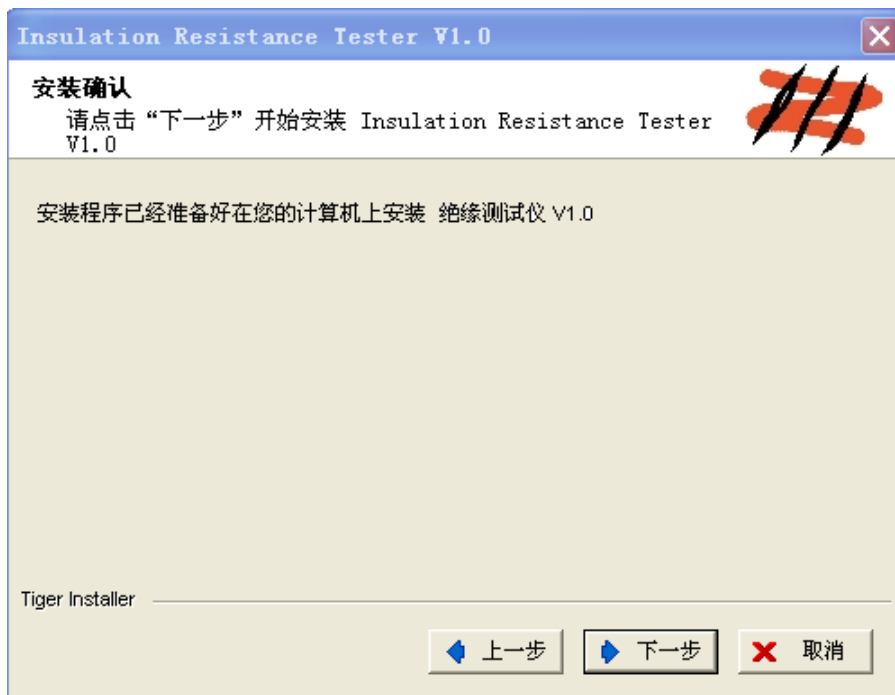 Insulation Resistance Tester V1.0
安装确认
请点击“下一步”开始安装 Insulation Resistance Tester
V1.0
安装程序已经准备好在您的计算机上安装 绝缘测试仪 V1.0
Tiger Installer
上一步 下一步 取消